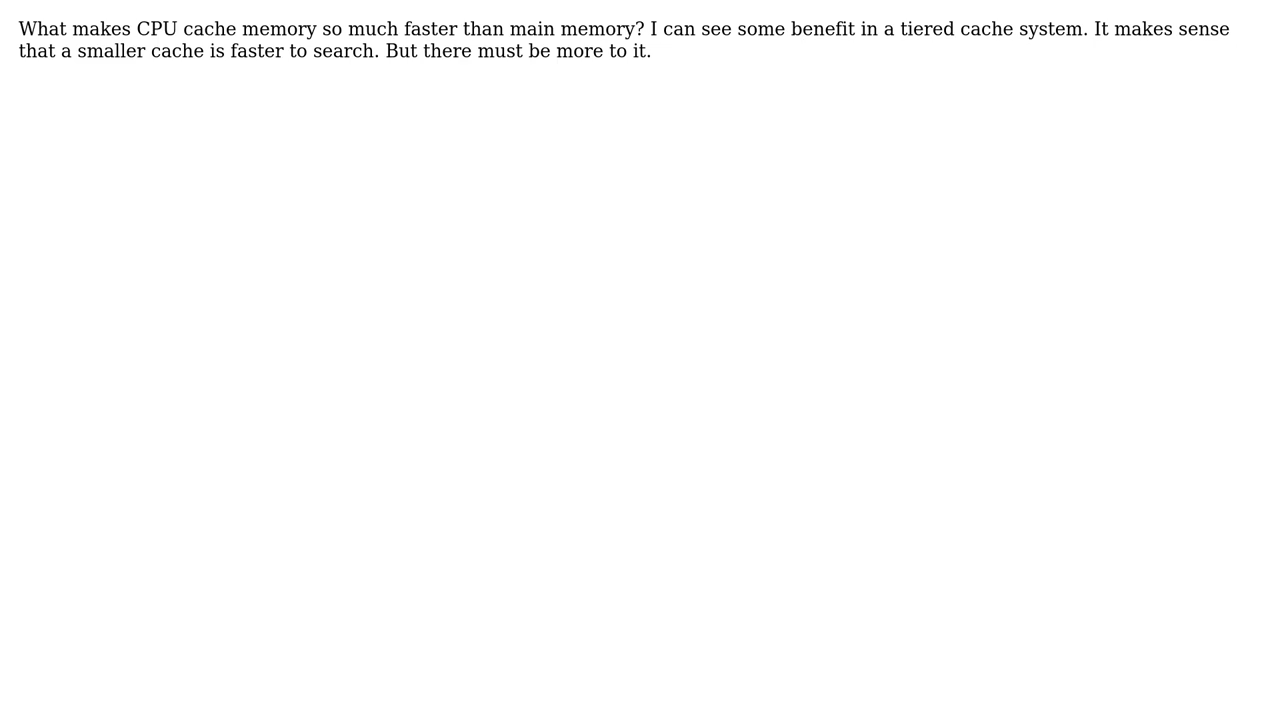 What makes CPU cache memory so much faster than main memory? I can see some benefit in a tiered cache system. It makes sense
that a smaller cache is faster to search. But there must be more to it.